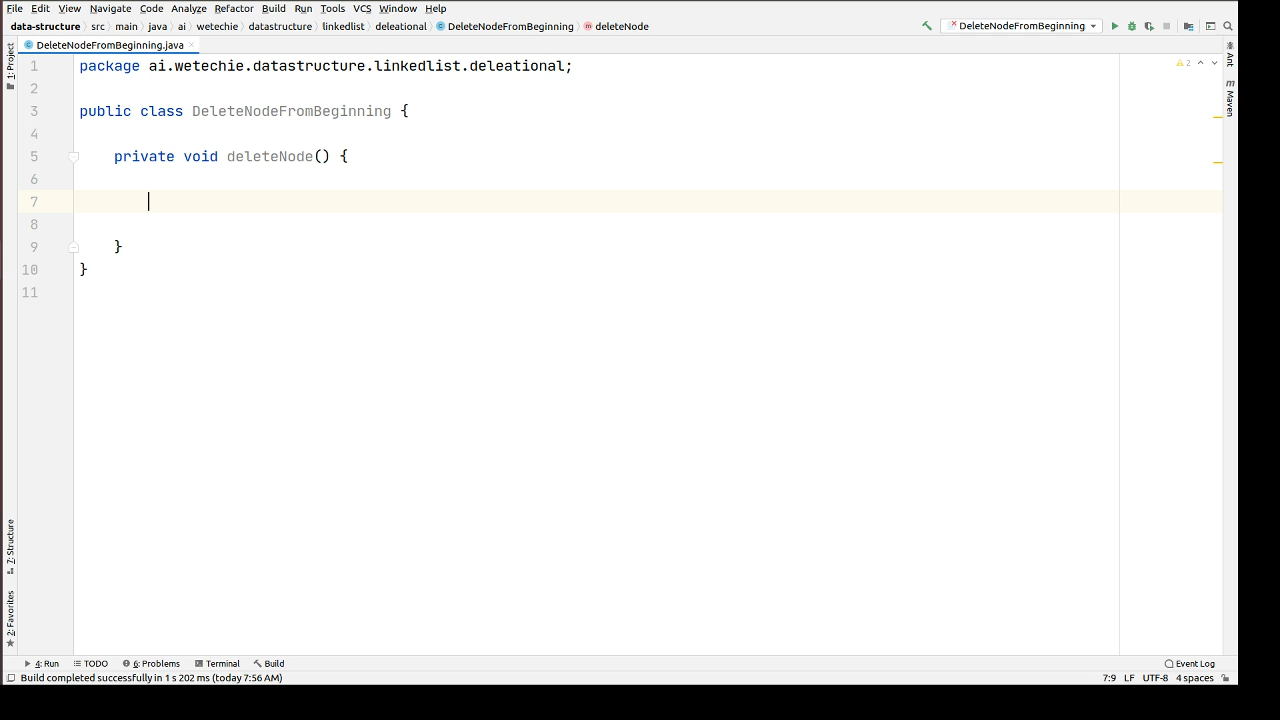 File Edit View Navigate Code Analyze Refactor Build Run Tools VCS Window Help
data-structure src main java ai wetechie datastructure linkedlist deleational DeleteNodeFromBeginning deleteNode DeleteNodeFromBeginning
DeleteNodeFromBeginning.java
1: Project
1 package ai.wetechie.datastructure.linkedlist.deleational;
2
3 public class DeleteNodeFromBeginning {
4
5 private void deleteNode() {
6
7
8
9 }
10 }
11
2
Ant
Maven
7: Structure
2: Favorites
4: Run TODO 6: Problems Terminal Build Event Log
Build completed successfully in 1 s 202 ms (today 7:56 AM) 7:9 LF UTF-8 4 spaces